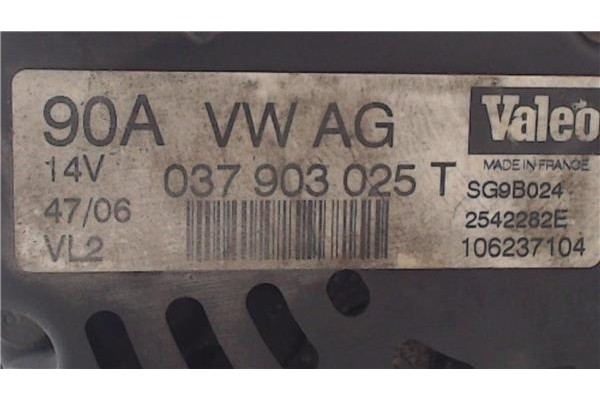 90A VW AG Valeo
MADE IN FRANCE
14V 037 903 025 T SG9B024
47/06 2542282E
VL2 106237104